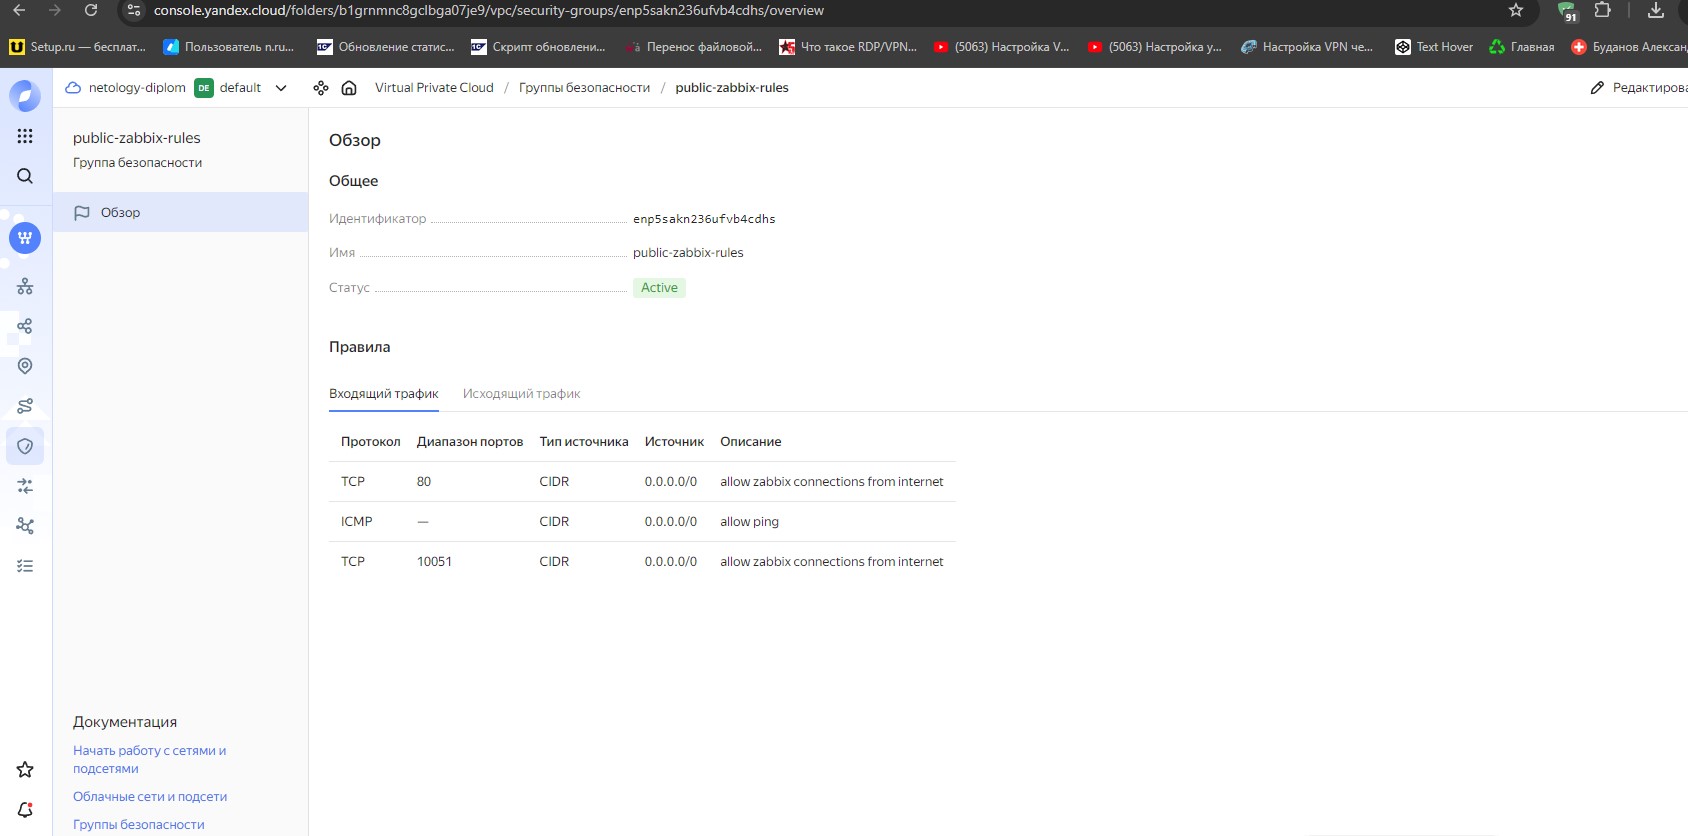 console.yandex.cloud/folders/b1grnmnc8gclbga07je9/vpc/security-groups/enp5sakn236ufvb4cdhs/overview
91
Setup.ru — бесплат...
Пользователь n.ru...
Обновление статис...
Скрипт обновлени...
Перенос файловой...
Что такое RDP/VPN...
(5063) Настройка V...
(5063) Настройка у...
Настройка VPN че...
Text Hover
Главная
Буданов Алексан
netology-diplom DE default
Virtual Private Cloud / Группы безопасности / public-zabbix-rules
Редактирова
public-zabbix-rules
Группа безопасности
Обзор
Обзор
Общее
Идентификатор enp5sakn236ufvb4cdhs
Имя public-zabbix-rules
Статус Active
Правила
Входящий трафик Исходящий трафик
Протокол Диапазон портов Тип источника Источник Описание
TCP 80 CIDR 0.0.0.0/0 allow zabbix connections from internet
ICMP — CIDR 0.0.0.0/0 allow ping
TCP 10051 CIDR 0.0.0.0/0 allow zabbix connections from internet
Документация
Начать работу с сетями и
подсетями
Облачные сети и подсети
Группы безопасности